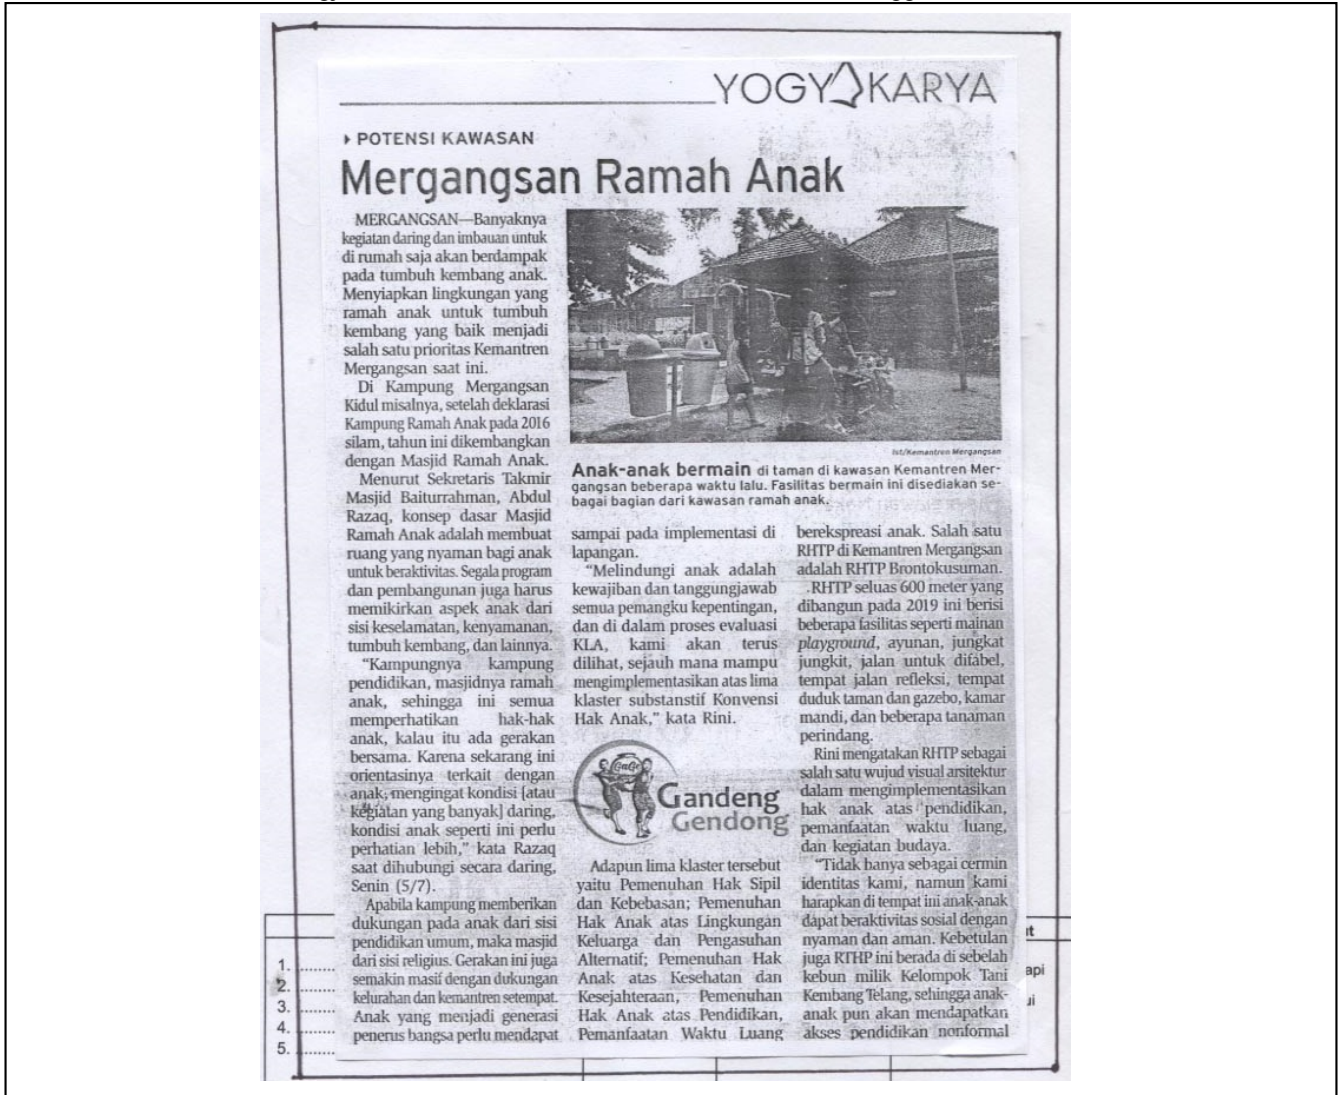 YOGYAKARYA
POTENSI KAWASAN
Mergangsan Ramah Anak
MERGANGSAN—Banyaknya
kegiatan daring dan imbauan untuk
di rumah saja akan berdampak
pada tumbuh kembang anak.
Menyiapkan lingkungan yang
ramah anak untuk tumbuh
kembang yang baik menjadi
salah satu prioritas Kemantren
Mergangsan saat ini.
Di Kampung Mergangsan
Kidul misalnya, setelah deklarasi
Kampung Ramah Anak pada 2016
silam, tahun ini dikembangkan
dengan Masjid Ramah Anak.
Menurut Sekretaris Takmir
Masjid Baiturrahman, Abdul
Razaq, konsep dasar Masjid
Ramah Anak adalah membuat
ruang yang nyaman bagi anak
untuk beraktivitas. Segala program
dan pembangunan juga harus
memikirkan aspek anak dari
sisi keselamatan, kenyamanan,
tumbuh kembang, dan lainnya.
“Kampungnya kampung
pendidikan, masjidnya ramah
anak, sehingga ini semua
memperhatikan hak-hak
anak, kalau itu ada gerakan
bersama. Karena sekarang ini
orientasinya terkait dengan
anak, mengingat kondisi [atau
kegiatan yang banyak] daring,
kondisi anak seperti ini perlu
perhatian lebih,” kata Razaq
saat dihubungi secara daring,
Senin (5/7).
Apabila kampung memberikan
dukungan pada anak dari sisi
pendidikan umum, maka masjid
dari sisi religius. Gerakan ini juga
semakin masif dengan dukungan
kelurahan dan kemantren setempat.
Anak yang menjadi generasi
penerus bangsa perlu mendapat
Ist/Kemantren Mergangsan
Anak-anak bermain di taman di kawasan Kemantren Mer-
gangsan beberapa waktu lalu. Fasilitas bermain ini disediakan se-
bagai bagian dari kawasan ramah anak.
sampai pada implementasi di
lapangan.
“Melindungi anak adalah
kewajiban dan tanggungjawab
semua pemangku kepentingan,
dan di dalam proses evaluasi
KLA, kami akan terus
dilihat, sejauh mana mampu
mengimplementasikan atas lima
klaster substanstif Konvensi
Hak Anak,” kata Rini.
GaGe
Gandeng
Gendong
Adapun lima klaster tersebut
yaitu Pemenuhan Hak Sipil
dan Kebebasan; Pemenuhan
Hak Anak atas Lingkungan
Keluarga dan Pengasuhan
Alternatif; Pemenuhan Hak
Anak atas Kesehatan dan
Kesejahteraan, Pemenuhan
Hak Anak atas Pendidikan,
Pemanfaatan Waktu Luang
berekspreasi anak. Salah satu
RHTP di Kemantren Mergangsan
adalah RHTP Brontokusuman.
RHTP seluas 600 meter yang
dibangun pada 2019 ini berisi
beberapa fasilitas seperti mainan
playground, ayunan, jungkat
jungkit, jalan untuk difabel,
tempat jalan refleksi, tempat
duduk taman dan gazebo, kamar
mandi, dan beberapa tanaman
perindang.
Rini mengatakan RHTP sebagai
salah satu wujud visual arsitektur
dalam mengimplementasikan
hak anak atas pendidikan,
pemanfaatan waktu luang,
dan kegiatan budaya.
“Tidak hanya sebagai cermin
identitas kami, namun kami
harapkan di tempat ini anak-anak
dapat beraktivitas sosial dengan
nyaman dan aman. Kebetulan
juga RTHP ini berada di sebelah
kebun milik Kelompok Tani
Kembang Telang, sehingga anak-
anak pun akan mendapatkan
akses pendidikan nonformal
1. ..........
2. ..........
3. ..........
4. ..........
5. ..........